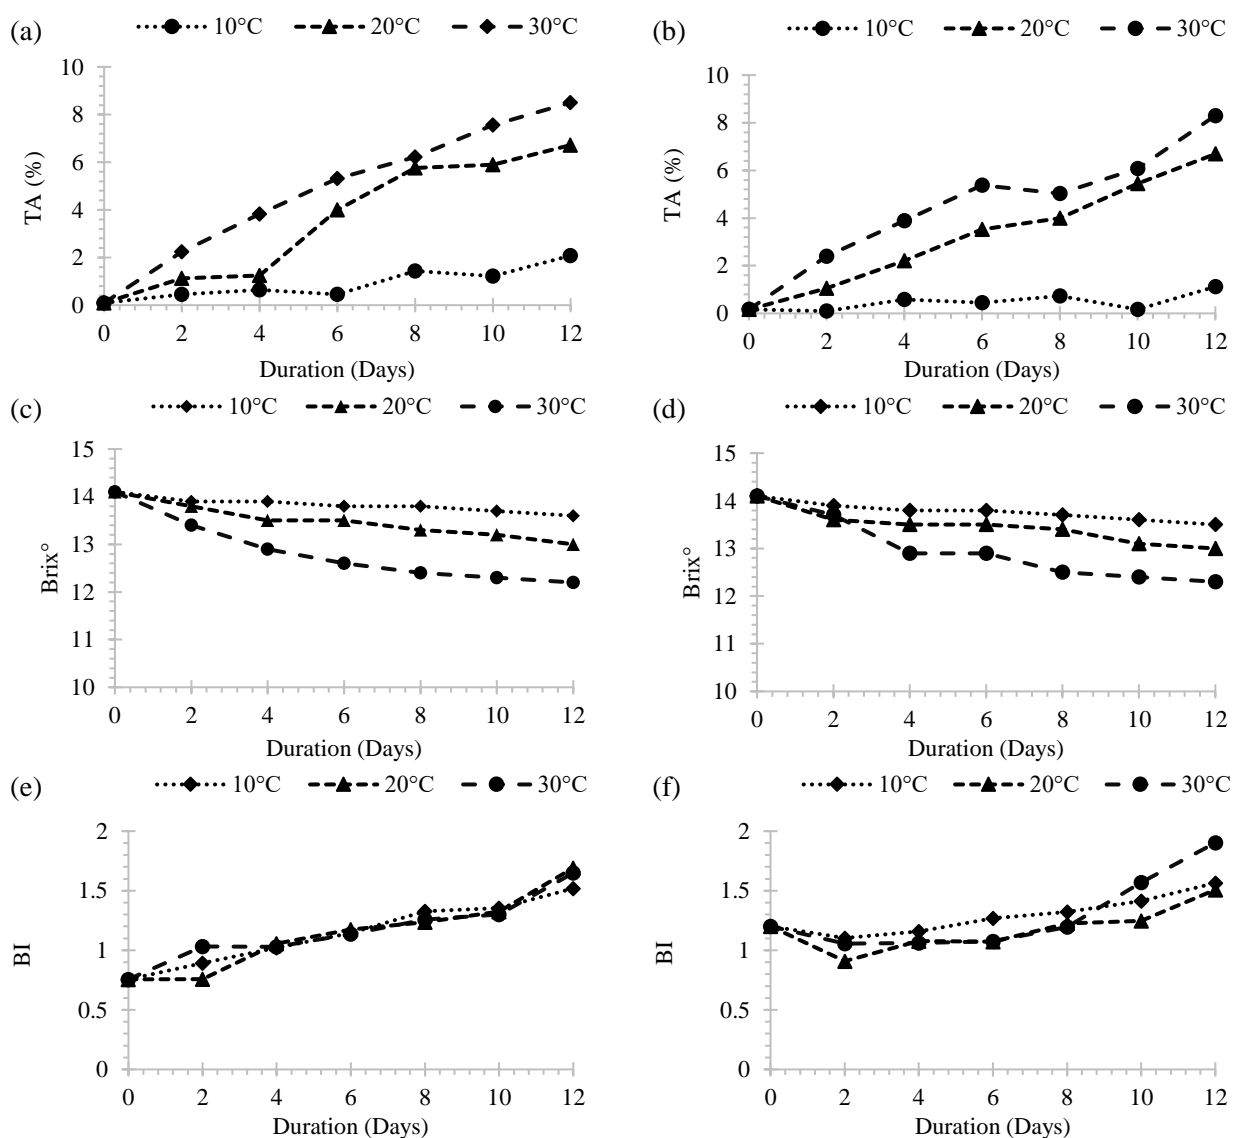 (a) 10°C 20°C 30°C
10
8
6
4
2
0
TA (%)
0 2 4 6 8 10 12
Duration (Days)
(b) 10°C 20°C 30°C
10
8
6
4
2
0
TA (%)
0 2 4 6 8 10 12
Duration (Days)
(c) 10°C 20°C 30°C
15
14
13
12
11
10
Brix°
0 2 4 6 8 10 12
Duration (Days)
(d) 10°C 20°C 30°C
15
14
13
12
11
10
Brix°
0 2 4 6 8 10 12
Duration (Days)
(e) 10°C 20°C 30°C
2
1.5
1
0.5
0
BI
0 2 4 6 8 10 12
Duration (Days)
(f) 10°C 20°C 30°C
2
1.5
1
0.5
0
BI
0 2 4 6 8 10 12
Duration (Days)